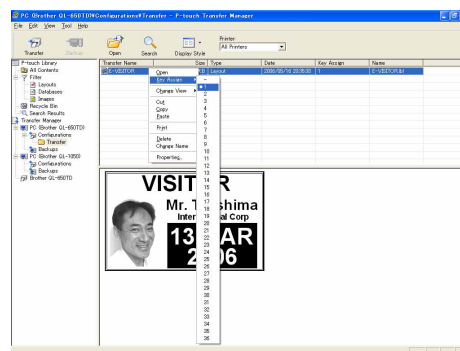 PC (Brother QL-650TD)¥Configurations¥Transfer - P-touch Transfer Manager
File Edit View Tool Help
Transfer Backup Open Search Display Style
Printer:
All Printers
P-touch Library
All Contents
Filter
Layouts
Databases
Images
Recycle Bin
Search Results
Transfer Manager
PC (Brother QL-650TD)
Configurations
Transfer
Backups
PC (Brother QL-1050)
Configurations
Backups
Brother QL-650TD
Transfer Name Size Type Date Key Assign Name
E-VISITOR KB Layout 1 E-VISITOR.lbl
Open
Key Assign
Change View
Cut
Copy
Paste
Print
Delete
Change Name
Properties...
-
1
2
3
4
5
6
7
8
9
10
11
12
13
14
15
16
17
18
19
20
21
22
23
24
25
26
27
28
29
30
31
32
33
34
35
36
VISIT R
Mr. T shima
Inter al Corp
13 AR
2 06